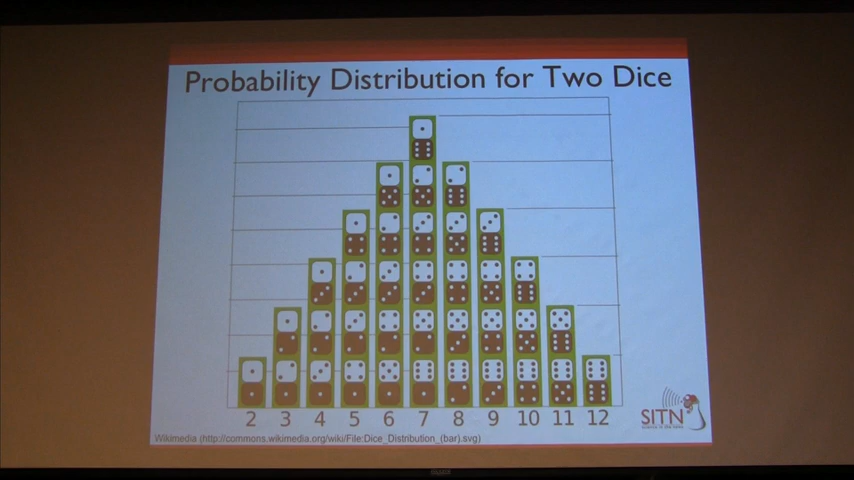 Probability Distribution for Two Dice
2 3 4 5 6 7 8 9 10 11 12
SITN
Wikimedia (http://commons.wikimedia.org/wiki/File:Dice_Distribution_(bar).svg)